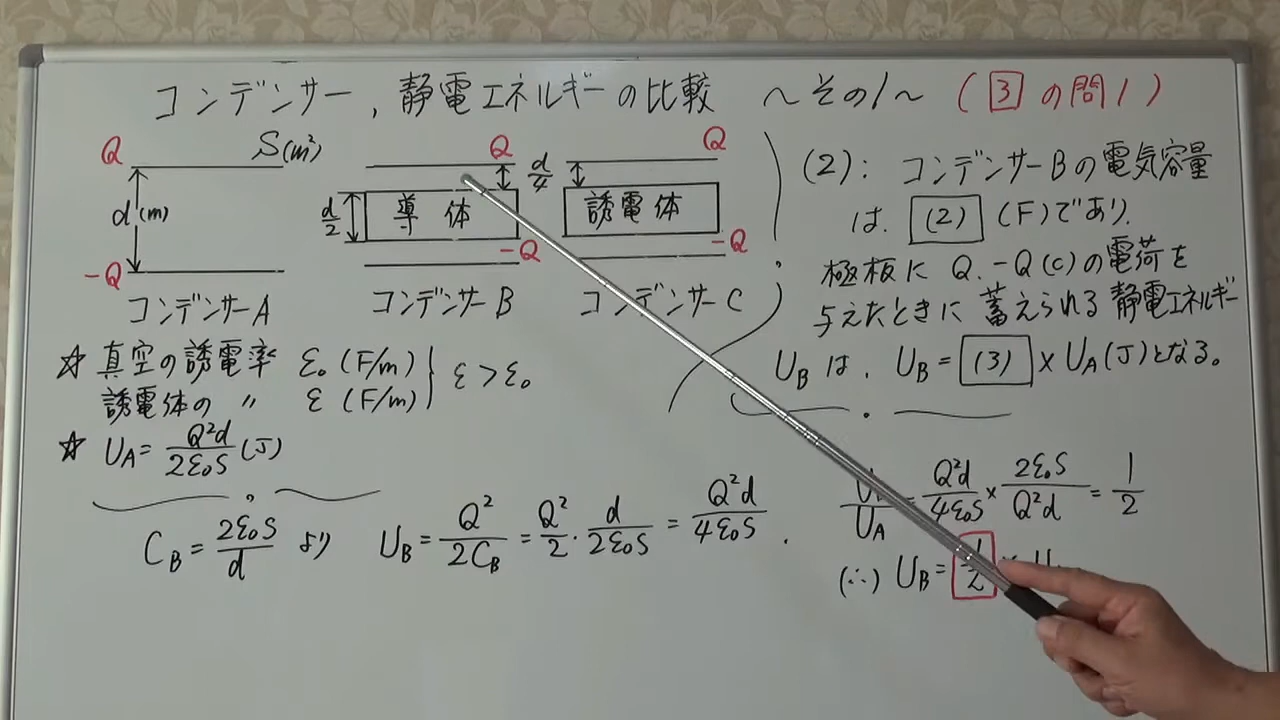 コンデンサー,静電エネルギーの比較 ～その1～ (3の問1)
Q S(m²)
d(m)
-Q
コンデンサーA
Q
d/4
d/2 導体
-Q
コンデンサーB
Q
誘電体
-Q
コンデンサーC
☆ 真空の誘電率 ε₀ (F/m)
誘電体の 〃 ε (F/m)
ε > ε₀
☆ U_A = Q²d/2ε₀S (J)
(2): コンデンサーBの電気容量
は. (2) (F)であり.
極板に Q. -Q (c)の電荷を
与えたときに 蓄えられる 静電エネルギー
U_B は. U_B = (3) × U_A (J)となる。
C_B = 2ε₀S/d より U_B = Q²/2C_B = Q²/2 · d/2ε₀S = Q²d/4ε₀S .
/U_A = Q²d/4ε₀S × 2ε₀S/Q²d = 1/2
(∴) U_B = 1/2